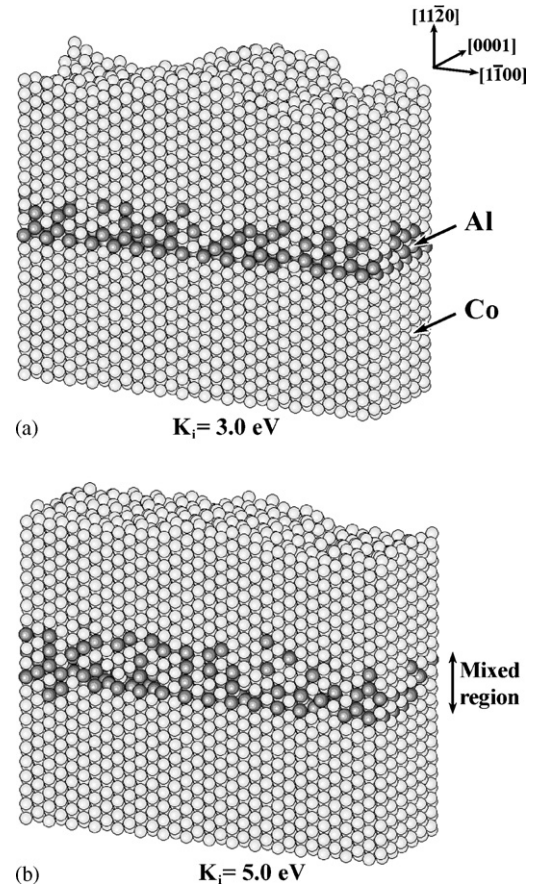 [112̄0]
[0001]
[11̄00]
Al
Co
(a)
Kᵢ= 3.0 eV
Mixed
region
(b)
Kᵢ= 5.0 eV